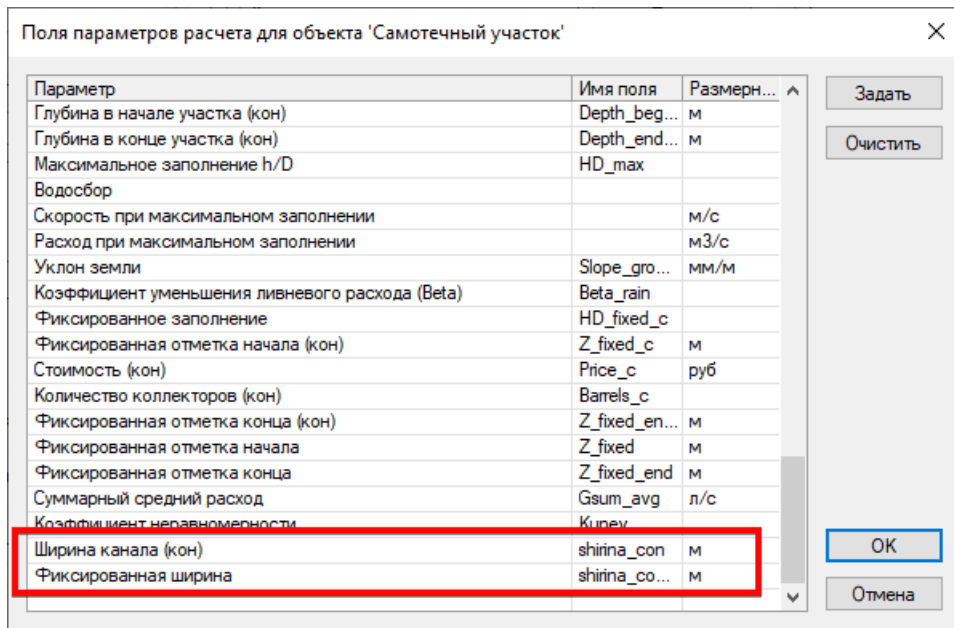 Поля параметров расчета для объекта 'Самотечный участок'
Параметр Имя поля Размерн...
Глубина в начале участка (кон) Depth_beg... м
Глубина в конце участка (кон) Depth_end... м
Максимальное заполнение h/D HD_max
Водосбор
Скорость при максимальном заполнении м/с
Расход при максимальном заполнении м3/с
Уклон земли Slope_gro... мм/м
Коэффициент уменьшения ливневого расхода (Beta) Beta_rain
Фиксированное заполнение HD_fixed_c
Фиксированная отметка начала (кон) Z_fixed_c м
Стоимость (кон) Price_c руб
Количество коллекторов (кон) Barrels_c
Фиксированная отметка конца (кон) Z_fixed_en... м
Фиксированная отметка начала Z_fixed м
Фиксированная отметка конца Z_fixed_end м
Суммарный средний расход Gsum_avg л/с
Коэффициент неравномерности Kunev
Ширина канала (кон) shirina_con м
Фиксированная ширина shirina_co... м
Задать
Очистить
OK
Отмена